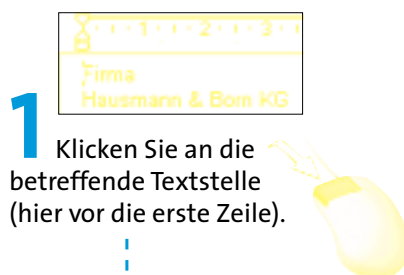 1 2 3
Firma
Hausmann & Born KG
1 Klicken Sie an die
betreffende Textstelle
(hier vor die erste Zeile).